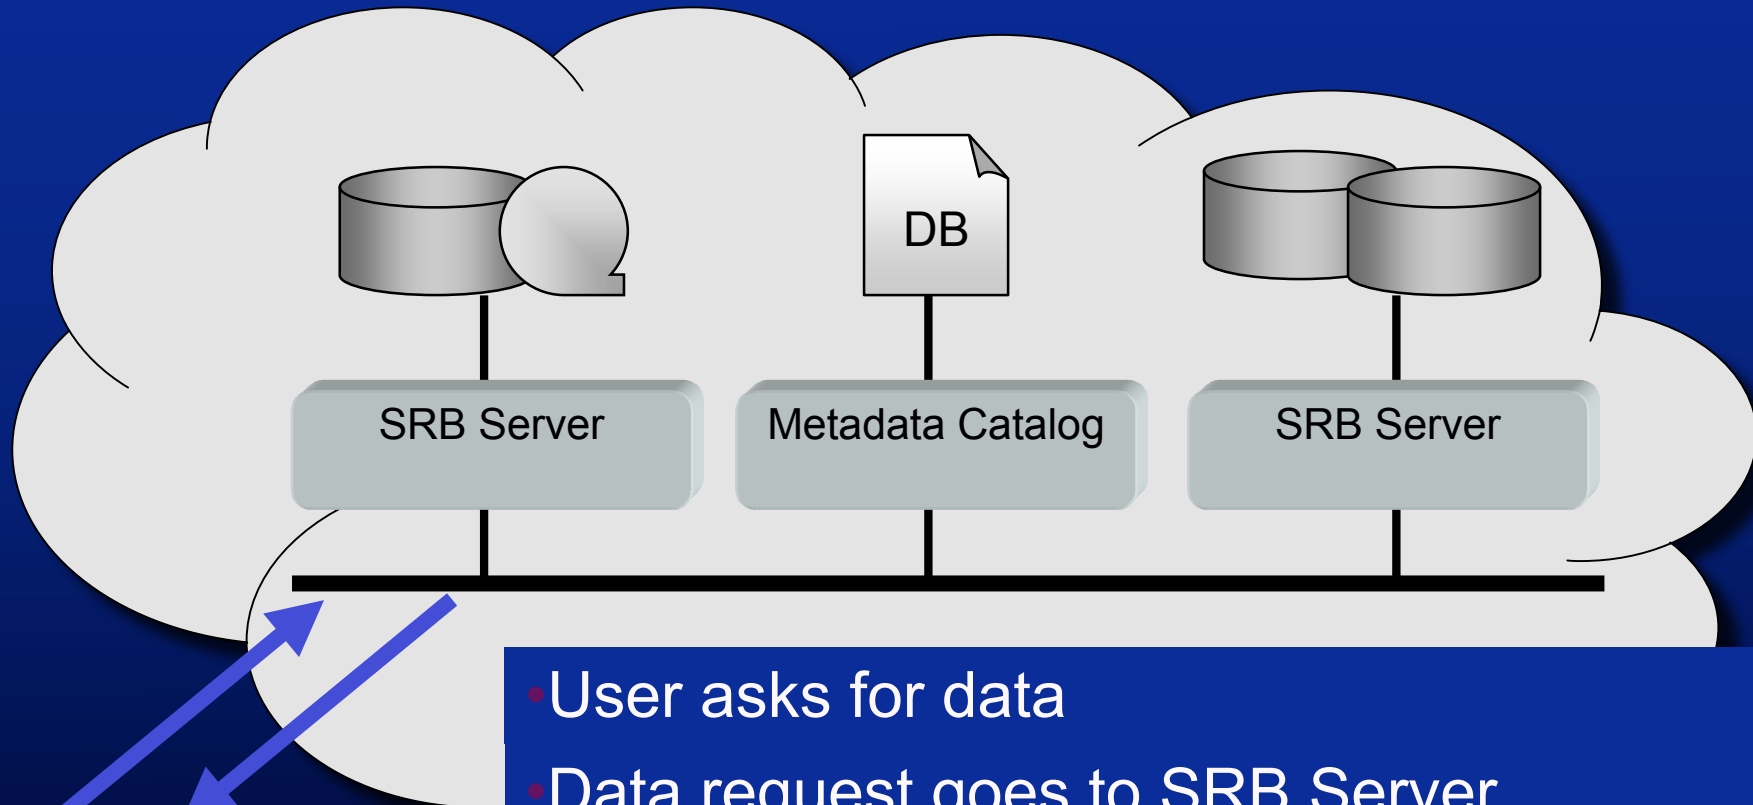 DB
SRB Server
Metadata Catalog
SRB Server
•User asks for data
•Data request goes to SRB Server